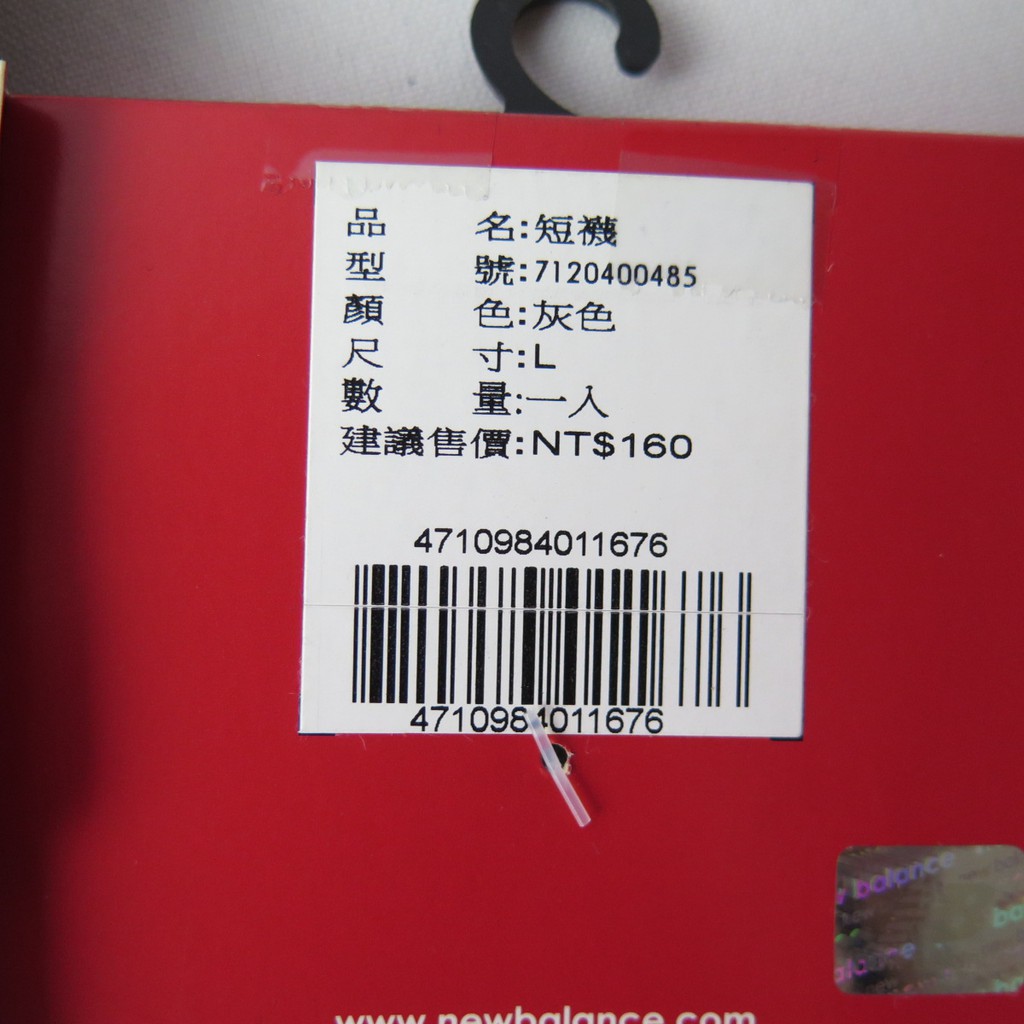 品 名:短襪
型 號:7120400485
顏 色:灰色
尺 寸:L
數 量:一入
建議售價:NT$160
4710984011676
4710984011676
balance
www.newbalance.com